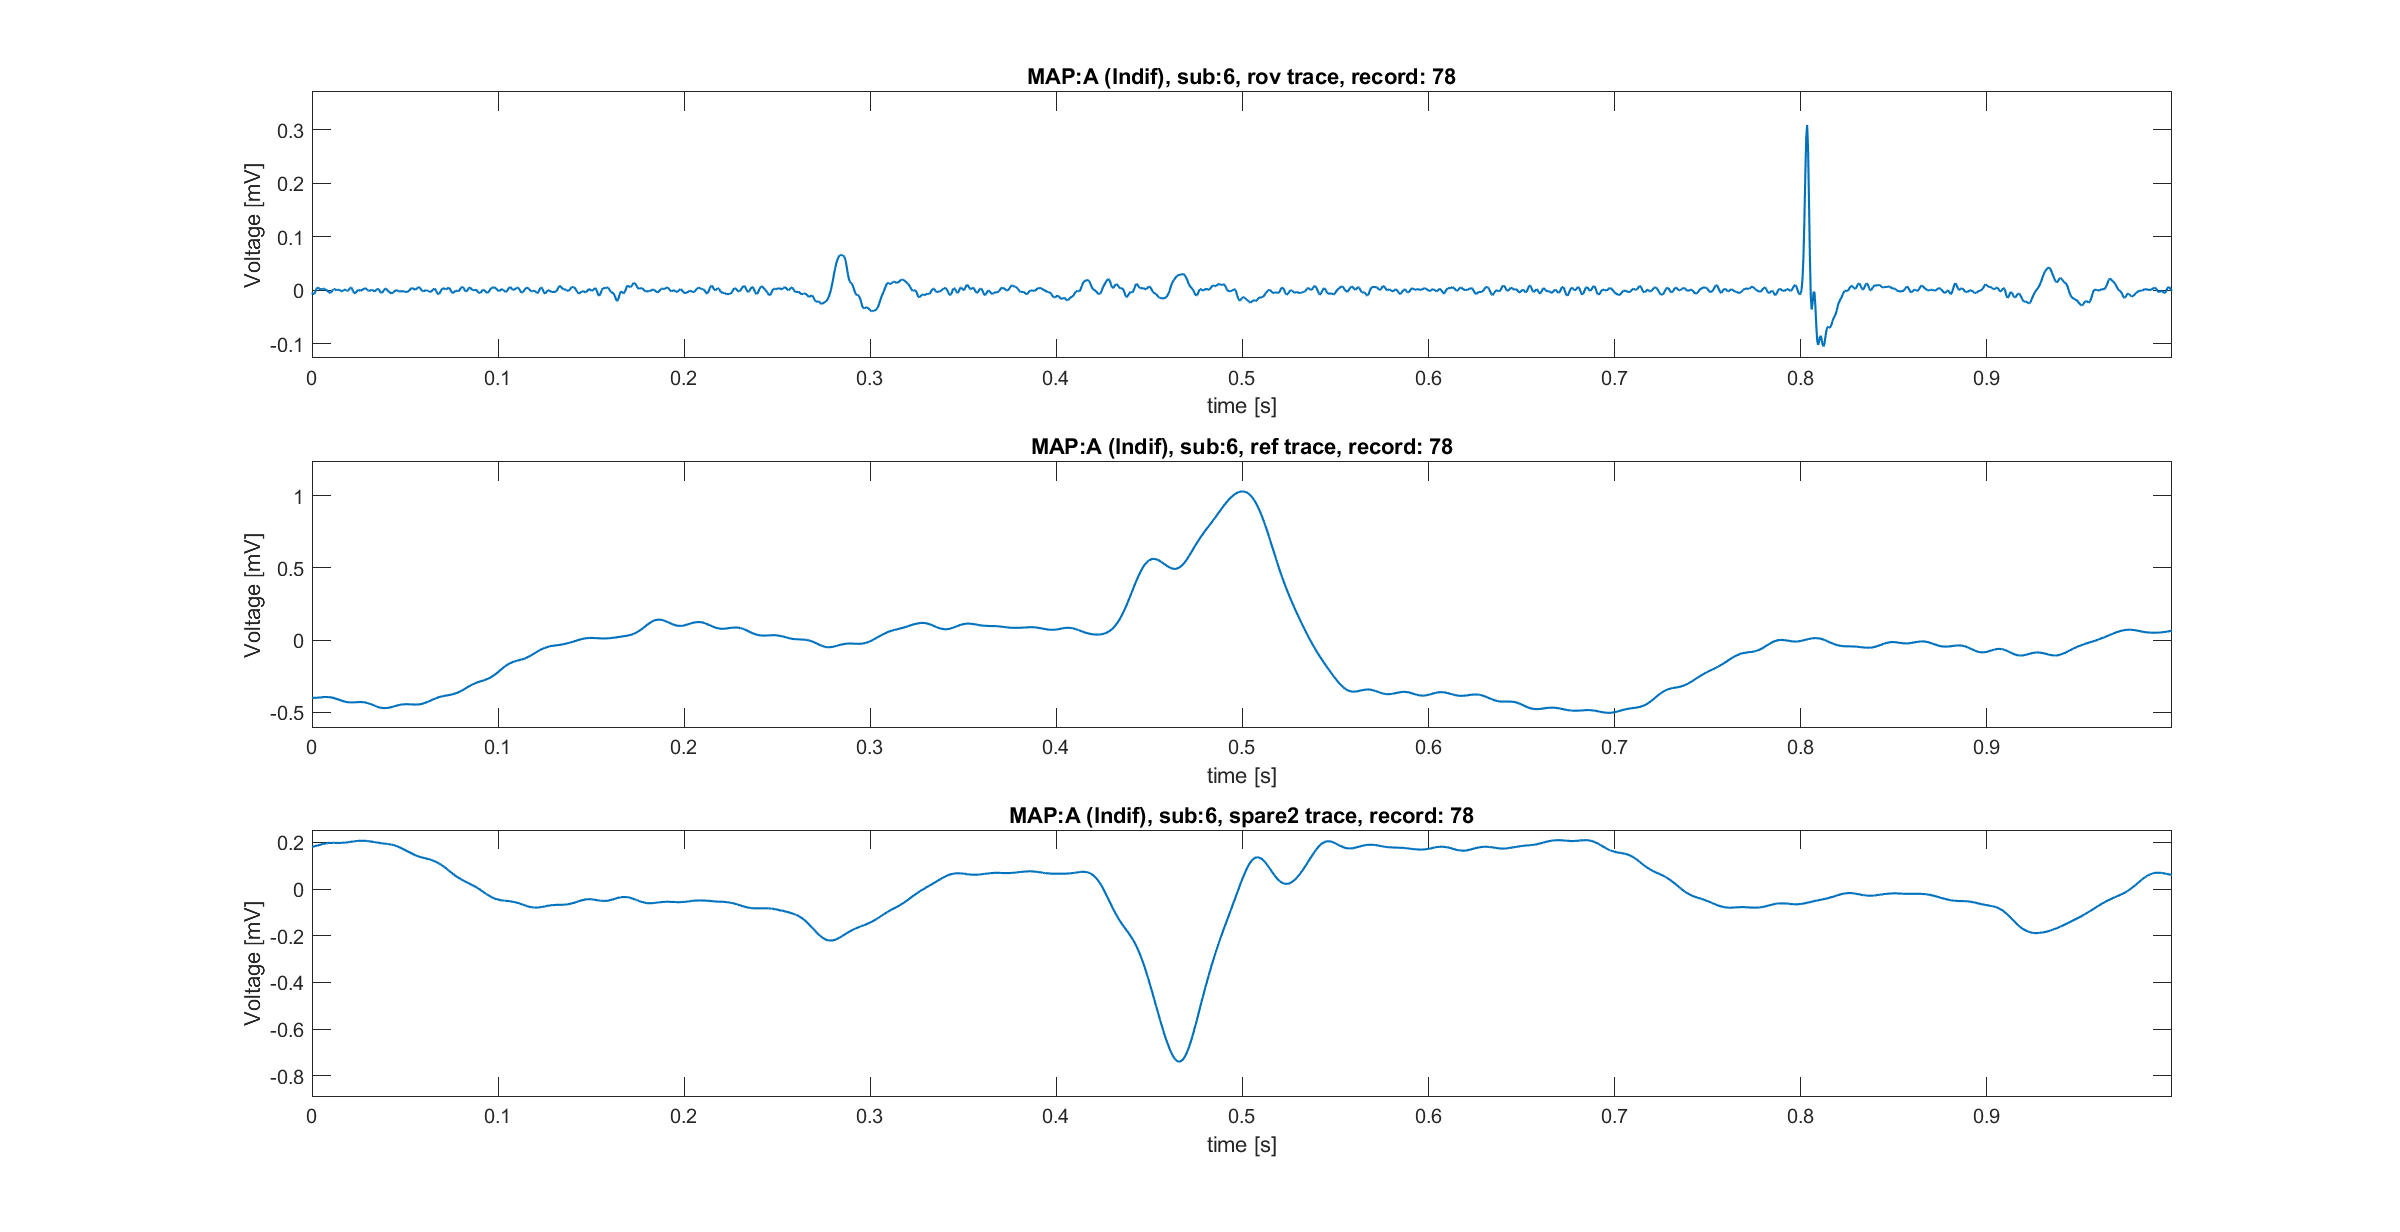 MAP:A (Indif), sub:6, rov trace, record: 78
Voltage [mV]
0.3
0.2
0.1
0
-0.1
0 0.1 0.2 0.3 0.4 0.5 0.6 0.7 0.8 0.9
time [s]
MAP:A (Indif), sub:6, ref trace, record: 78
Voltage [mV]
1
0.5
0
-0.5
0 0.1 0.2 0.3 0.4 0.5 0.6 0.7 0.8 0.9
time [s]
MAP:A (Indif), sub:6, spare2 trace, record: 78
Voltage [mV]
0.2
0
-0.2
-0.4
-0.6
-0.8
0 0.1 0.2 0.3 0.4 0.5 0.6 0.7 0.8 0.9
time [s]